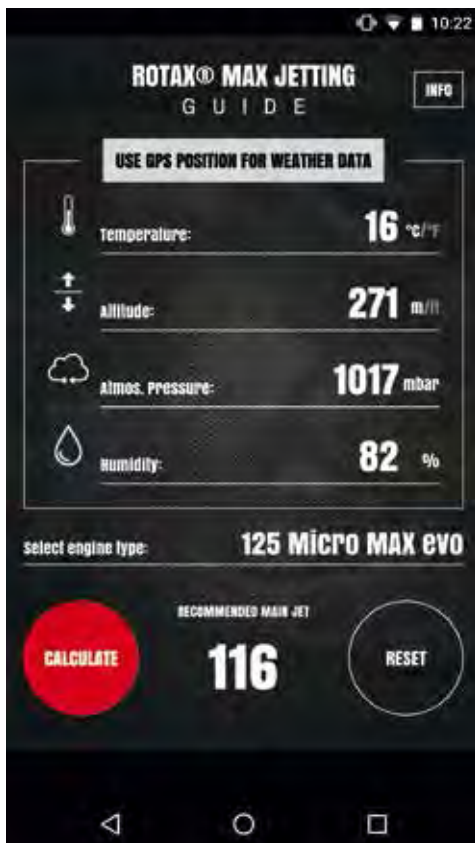 10:22
ROTAX® MAX JETTING
GUIDE
INFO
USE GPS POSITION FOR WEATHER DATA
Temperature: 16 °C/°F
Altitude: 271 m/ft
Atmos. Pressure: 1017 mbar
Humidity: 82 %
select engine type: 125 Micro MAX evo
RECOMMENDED MAIN JET
CALCULATE 116 RESET